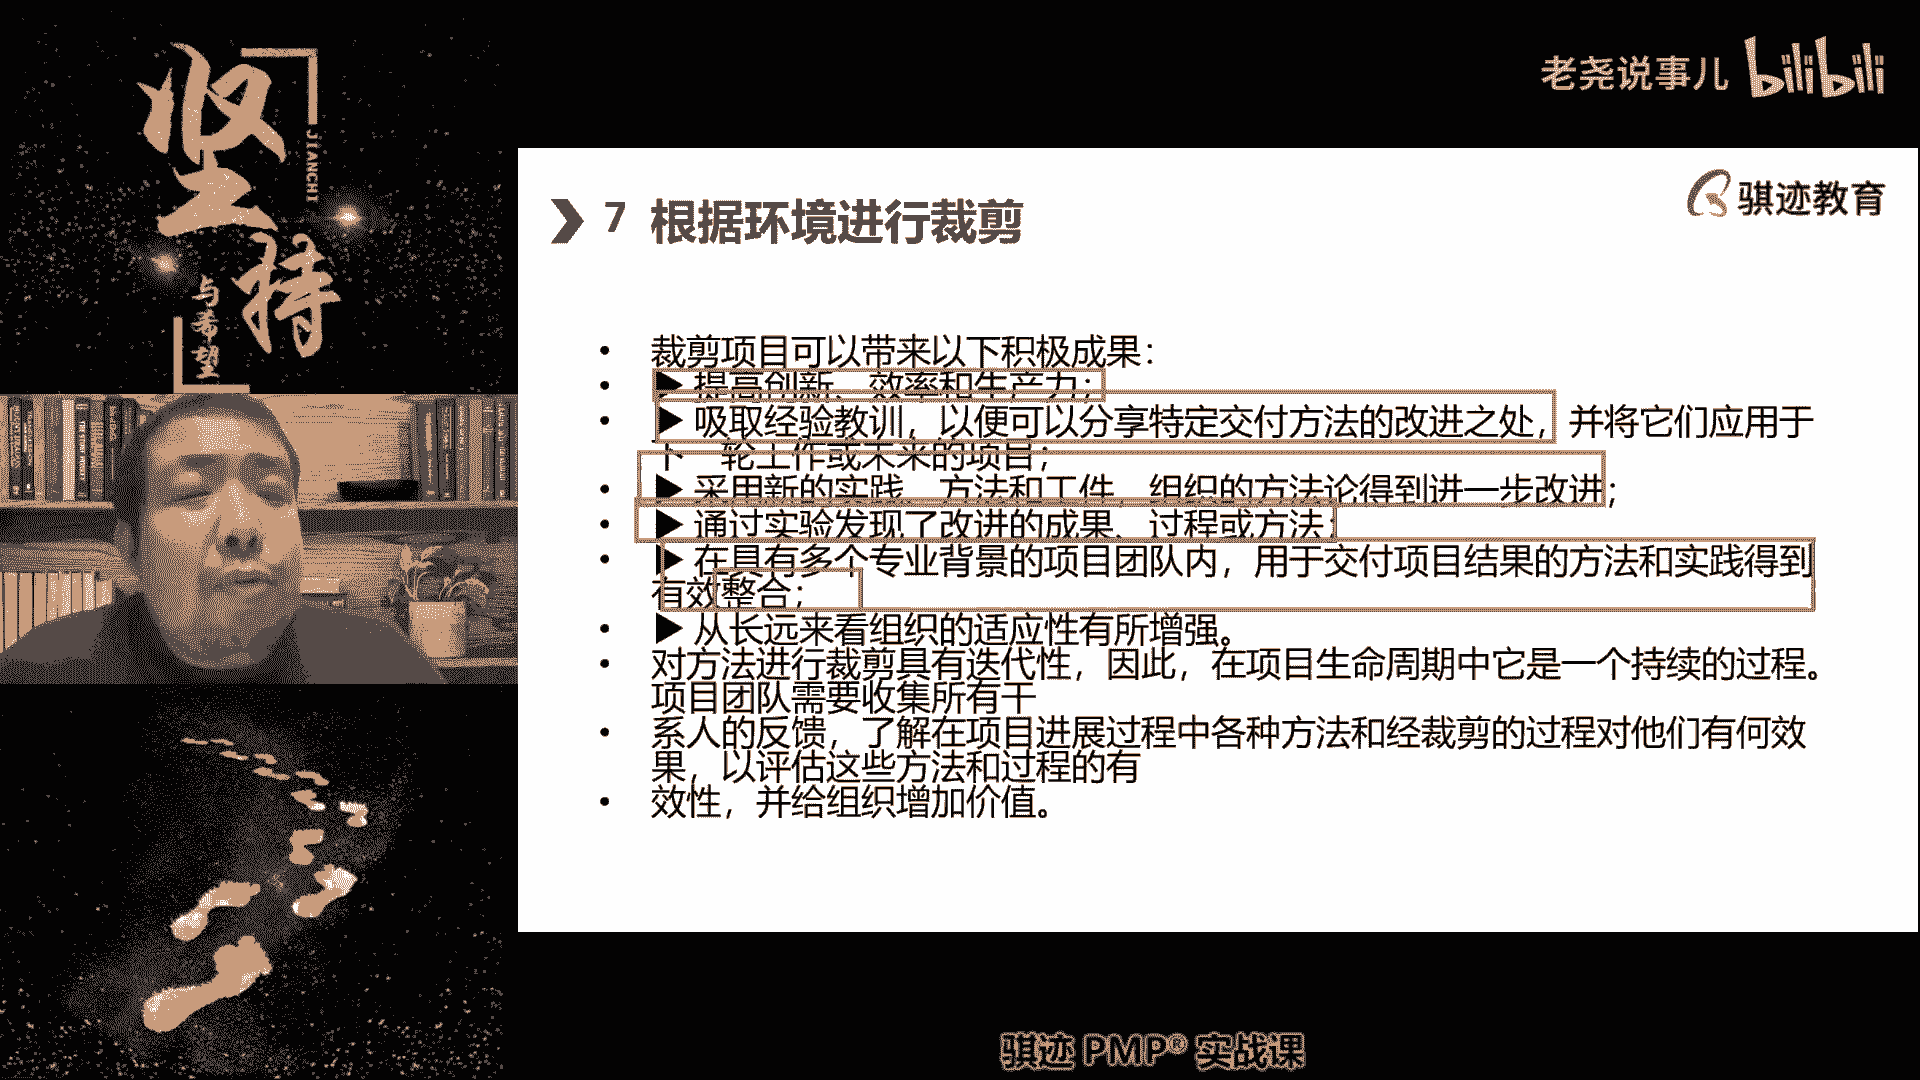 坚持
JIANCHI
与希望
老尧说事儿 bilibili
骐迹教育
7 根据环境进行裁剪
• 裁剪项目可以带来以下积极成果：
• ▶ 提高创新、效率和生产力；
• ▶ 吸取经验教训，以便可以分享特定交付方法的改进之处，并将它们应用于
下一轮工作或未来的项目；
• ▶ 采用新的实践、方法和工件，组织的方法论得到进一步改进；
• ▶ 通过实验发现了改进的成果、过程或方法；
• ▶ 在具有多个专业背景的项目团队内，用于交付项目结果的方法和实践得到
有效整合；
• ▶ 从长远来看组织的适应性有所增强。
• 对方法进行裁剪具有迭代性，因此，在项目生命周期中它是一个持续的过程。
项目团队需要收集所有干
• 系人的反馈，了解在项目进展过程中各种方法和经裁剪的过程对他们有何效
果，以评估这些方法和过程的有
• 效性，并给组织增加价值。
骐迹 PMP® 实战课